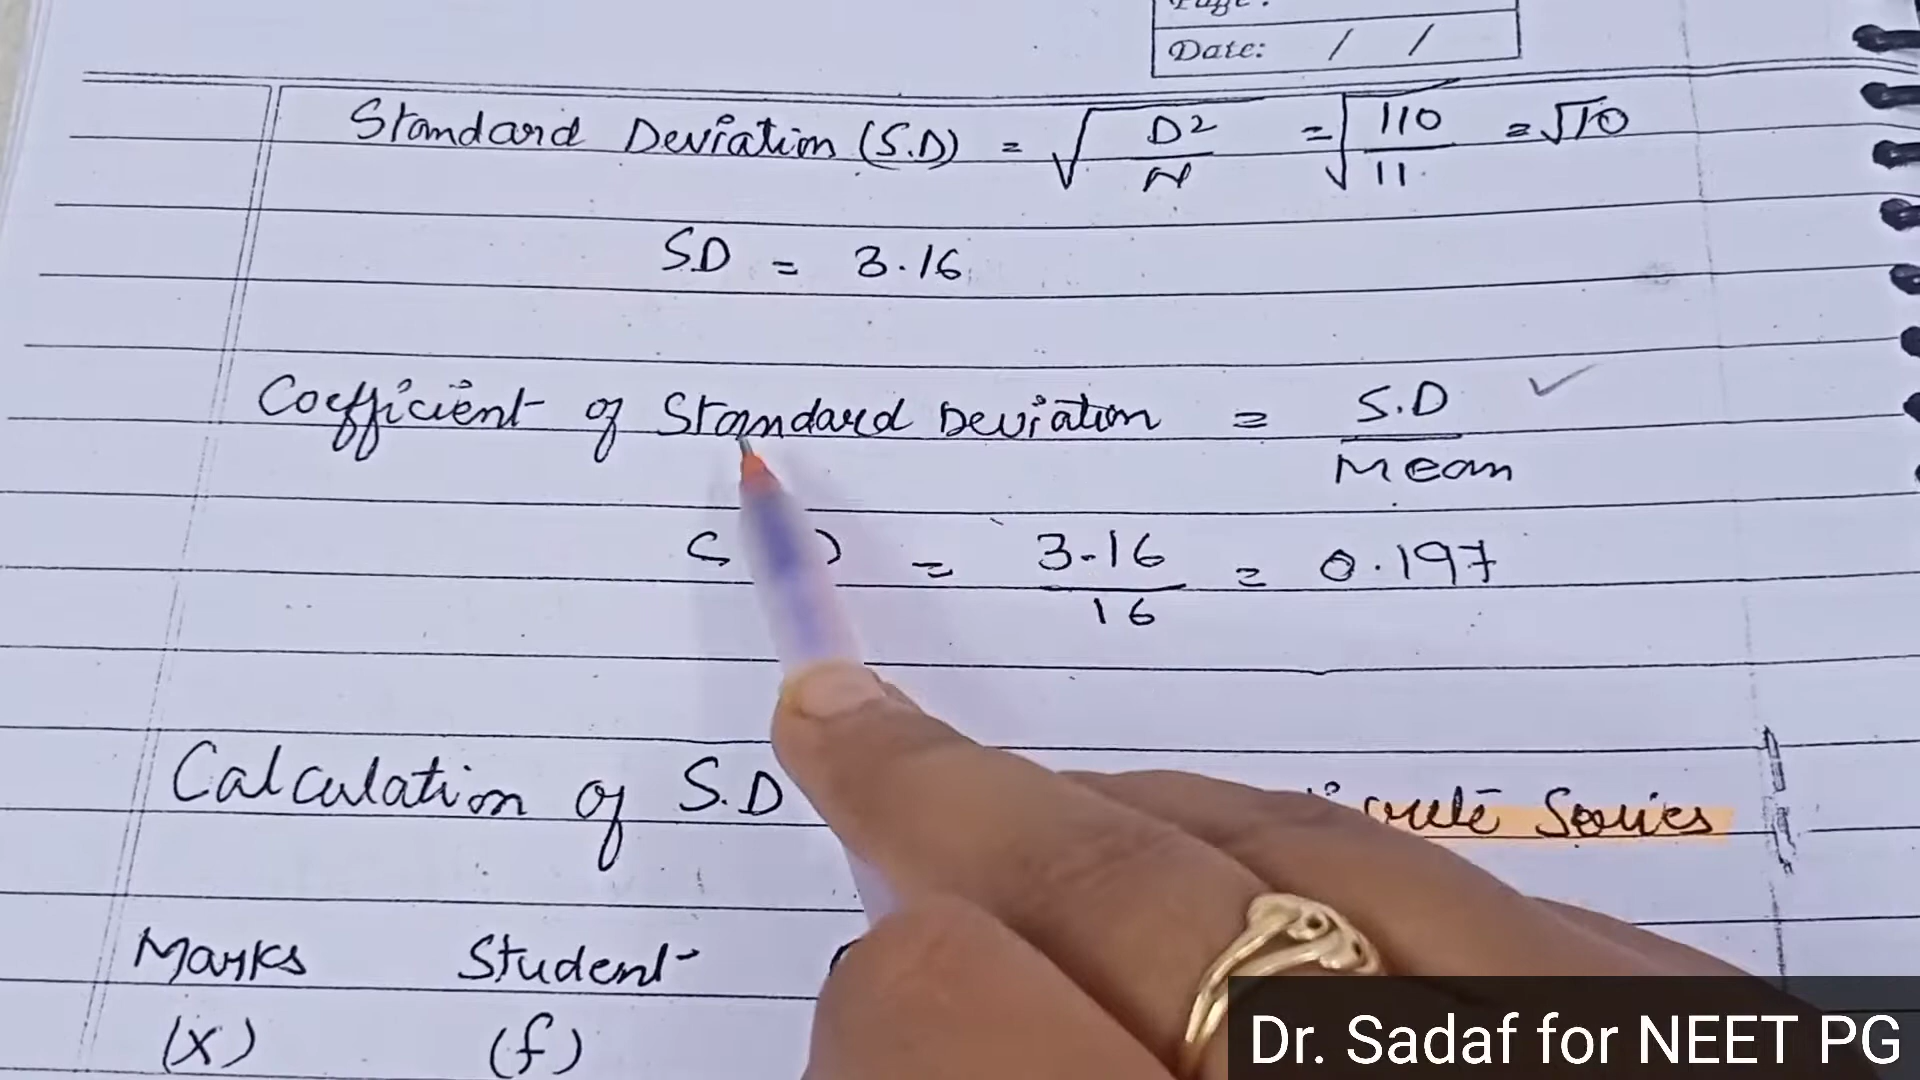 Page:
Date: / /
Standard Deviation (S.D) = √D²/N = √110/11 = √10
SD = 3.16
Coefficient of Standard Deviation = S.D/Mean ✓
= 3.16/16 = 0.197
Calculation of S.D Series
Marks Student
(x) (f)
Dr. Sadaf for NEET PG